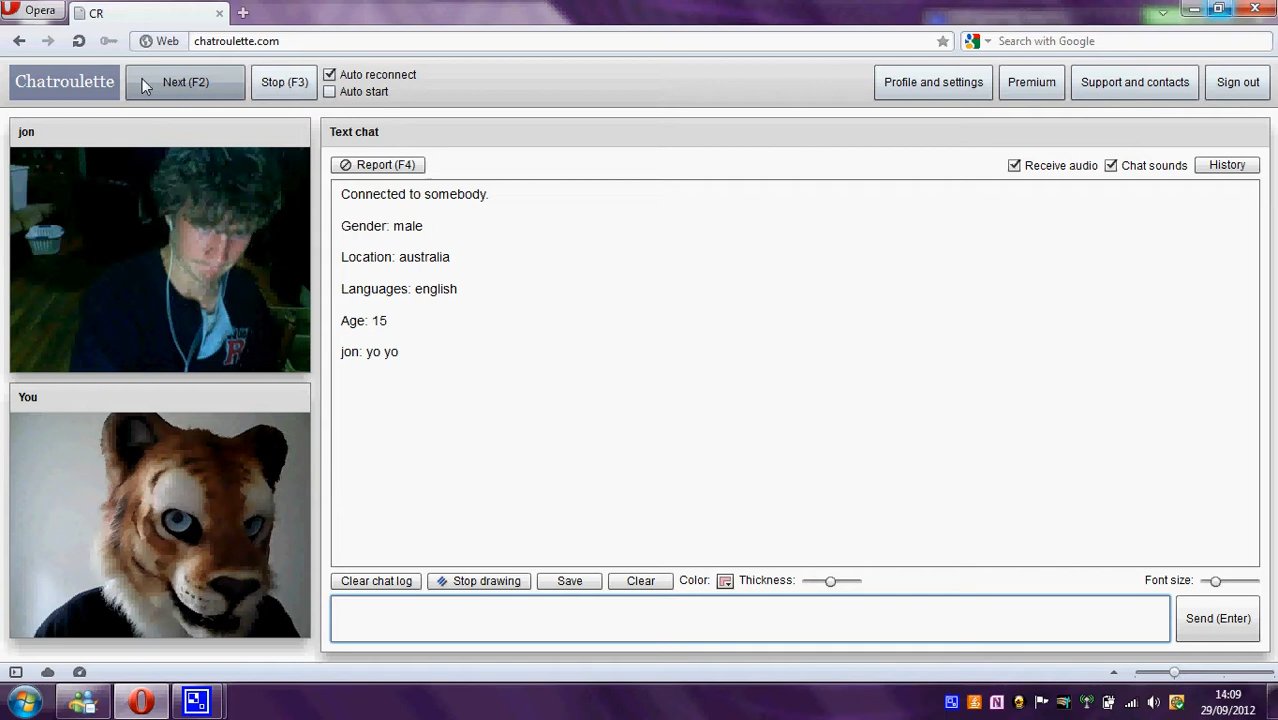 Opera
CR
Web
chatroulette.com
Search with Google
Chatroulette
Next (F2)
Stop (F3)
Auto reconnect
Auto start
Profile and settings
Premium
Support and contacts
Sign out
jon
Text chat
Report (F4)
Receive audio
Chat sounds
History
Connected to somebody.
Gender: male
Location: australia
Languages: english
Age: 15
jon: yo yo
You
Clear chat log
Stop drawing
Save
Clear
Color:
Thickness:
Font size:
Send (Enter)
14:09
29/09/2012